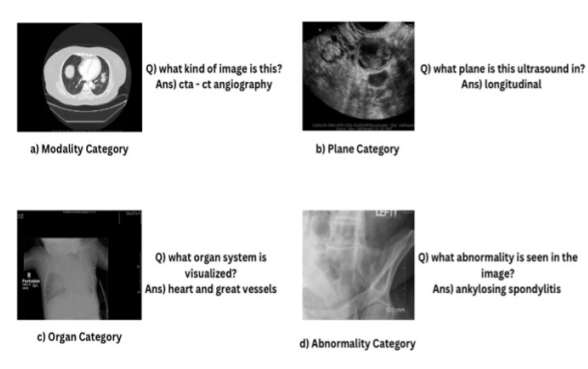 Q) what kind of image is this?
Ans) cta - ct angiography
a) Modality Category
Q) what plane is this ultrasound in?
Ans) longitudinal
b) Plane Category
Portable
Q) what organ system is
visualized?
Ans) heart and great vessels
c) Organ Category
LEFT
Q) what abnormality is seen in the
image?
Ans) ankylosing spondylitis
d) Abnormality Category